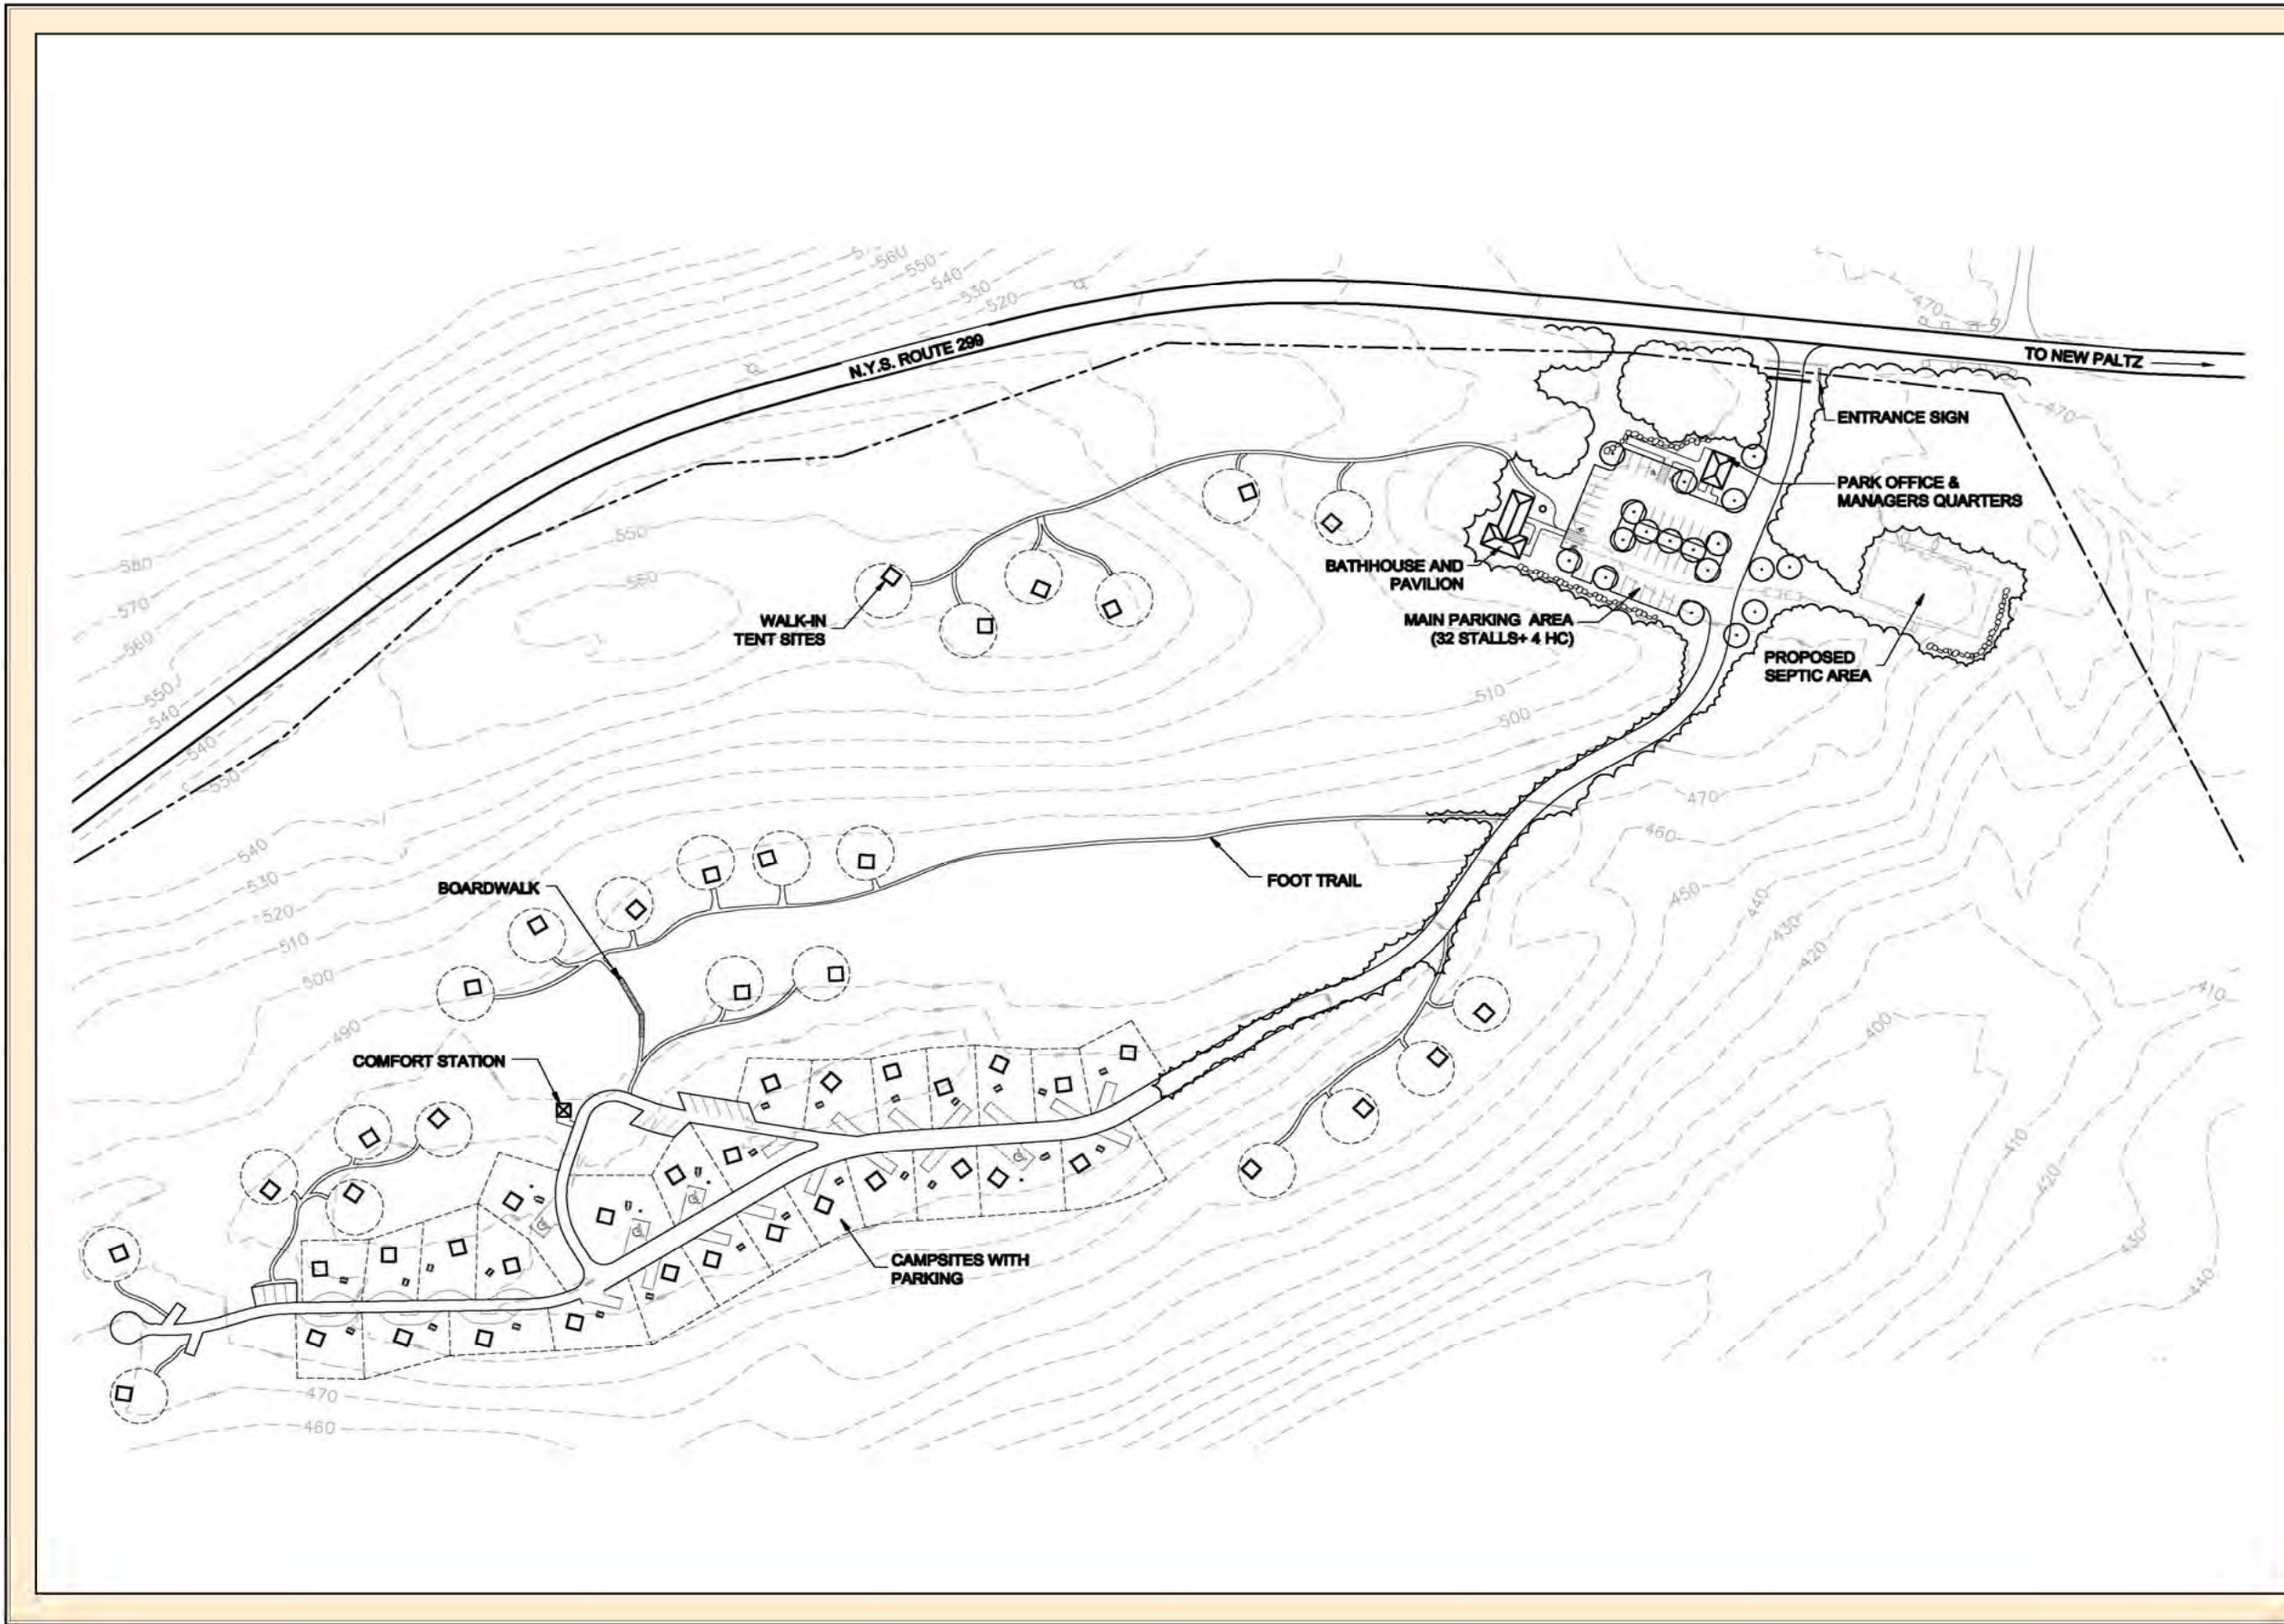 5
560
550
540
530
520
470
N.Y.S. ROUTE 299
TO NEW PALTZ
470
ENTRANCE SIGN
PARK OFFICE &
MANAGERS QUARTERS
550
560
580
570
560
550
540
540
550
BATHHOUSE AND
PAVILION
WALK-IN
TENT SITES
MAIN PARKING AREA
(32 STALLS+ 4 HC)
PROPOSED
SEPTIC AREA
510
500
470
460
450
440
430
420
410
400
540
530
520
510
500
490
BOARDWALK
FOOT TRAIL
COMFORT STATION
CAMPSITES WITH
PARKING
410
420
430
440
470
460